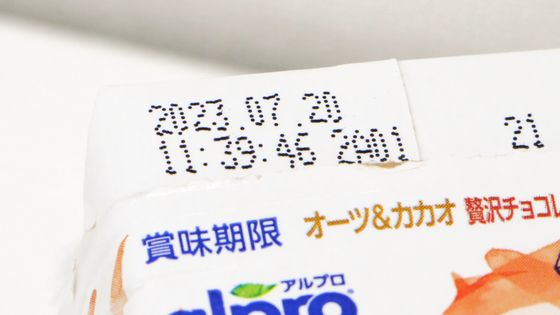 2023.07.20
11:39:46 ZA01
21
賞味期限
オーツ&カカオ 贅沢チョコレ
アルプロ
alpro